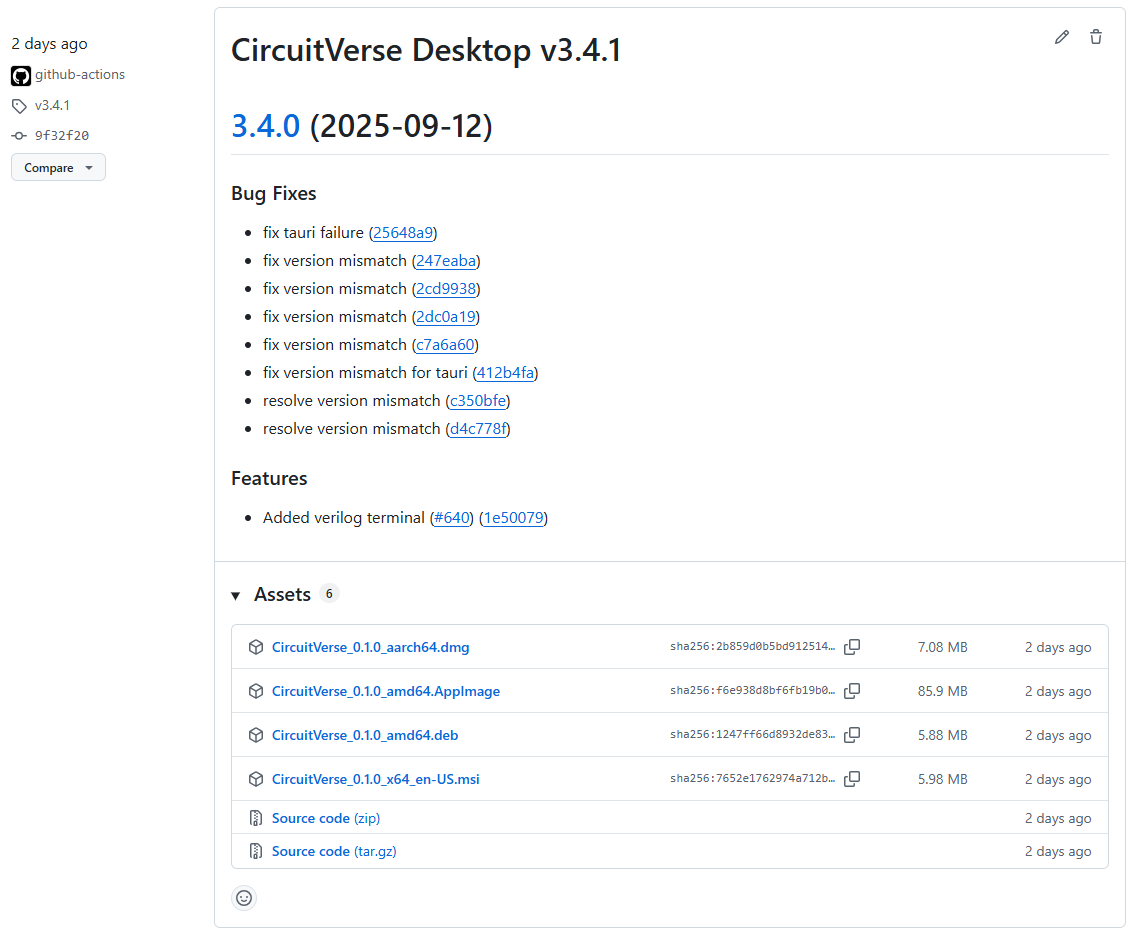 2 days ago
github-actions
v3.4.1
9f32f20
Compare
CircuitVerse Desktop v3.4.1
3.4.0 (2025-09-12)
Bug Fixes
fix tauri failure (25648a9)
fix version mismatch (247eaba)
fix version mismatch (2cd9938)
fix version mismatch (2dc0a19)
fix version mismatch (c7a6a60)
fix version mismatch for tauri (412b4fa)
resolve version mismatch (c350bfe)
resolve version mismatch (d4c778f)
Features
Added verilog terminal (#640) (1e50079)
Assets 6
CircuitVerse_0.1.0_aarch64.dmg sha256:2b859d0b5bd912514… 7.08 MB 2 days ago
CircuitVerse_0.1.0_amd64.AppImage sha256:f6e938d8bf6fb19b0… 85.9 MB 2 days ago
CircuitVerse_0.1.0_amd64.deb sha256:1247ff66d8932de83… 5.88 MB 2 days ago
CircuitVerse_0.1.0_x64_en-US.msi sha256:7652e1762974a712b… 5.98 MB 2 days ago
Source code (zip) 2 days ago
Source code (tar.gz) 2 days ago